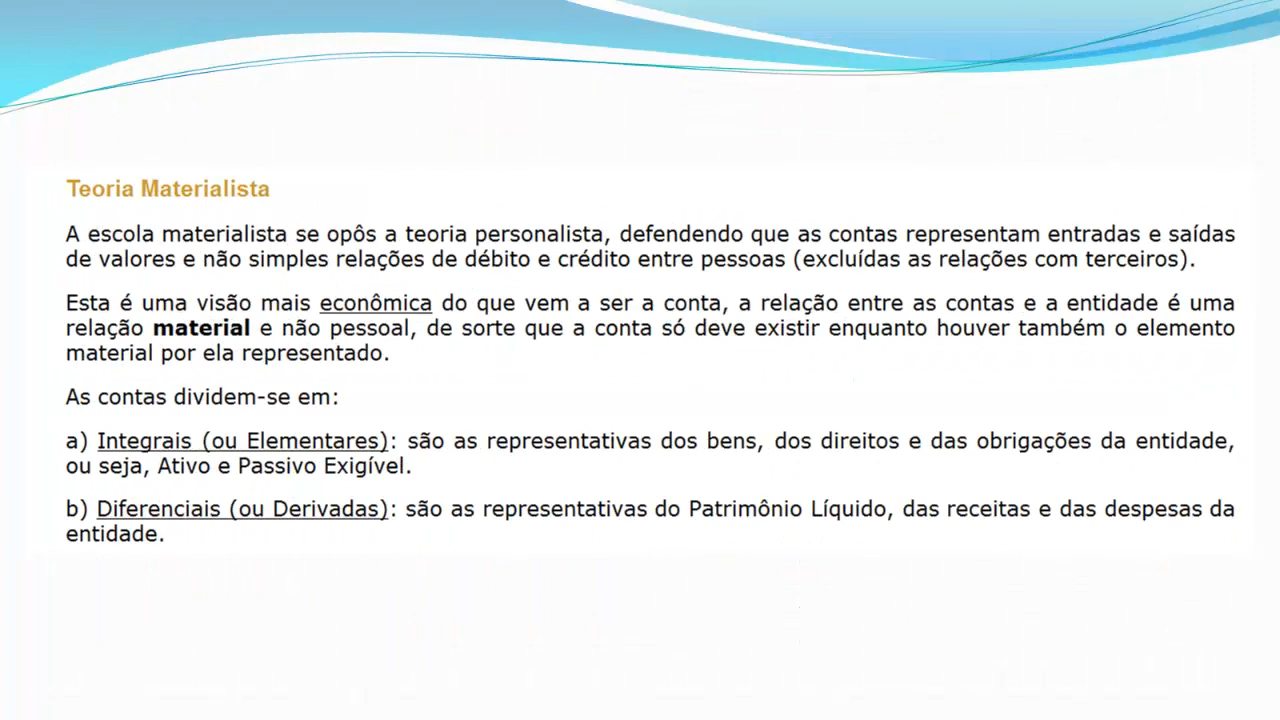 Teoria Materialista
A escola materialista se opôs a teoria personalista, defendendo que as contas representam entradas e saídas
de valores e não simples relações de débito e crédito entre pessoas (excluídas as relações com terceiros).
Esta é uma visão mais econômica do que vem a ser a conta, a relação entre as contas e a entidade é uma
relação material e não pessoal, de sorte que a conta só deve existir enquanto houver também o elemento
material por ela representado.
As contas dividem-se em:
a) Integrais (ou Elementares): são as representativas dos bens, dos direitos e das obrigações da entidade,
ou seja, Ativo e Passivo Exigível.
b) Diferenciais (ou Derivadas): são as representativas do Patrimônio Líquido, das receitas e das despesas da
entidade.